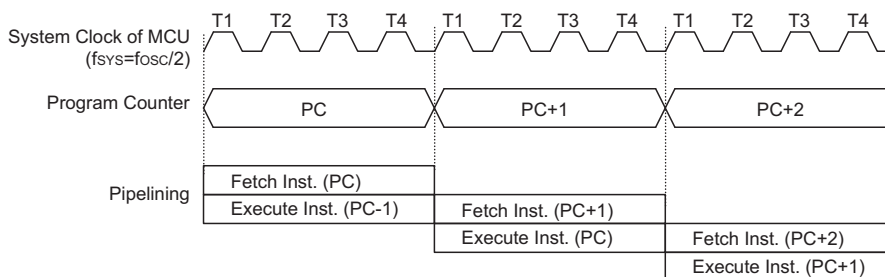 T1 T2 T3 T4 T1 T2 T3 T4 T1 T2 T3 T4
System Clock of MCU
(fSYS=fOSC/2)
Program Counter PC PC+1 PC+2
Pipelining
Fetch Inst. (PC)
Execute Inst. (PC-1) Fetch Inst. (PC+1)
Execute Inst. (PC) Fetch Inst. (PC+2)
Execute Inst. (PC+1)